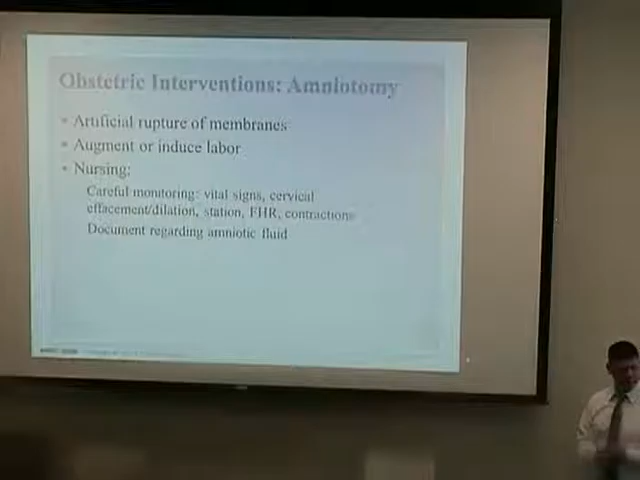 Obstetric Interventions: Amniotomy
Artificial rupture of membranes
Augment or induce labor
Nursing:
Careful monitoring: vital signs, cervical
effacement/dilation, station, FHR, contractions
Document regarding amniotic fluid